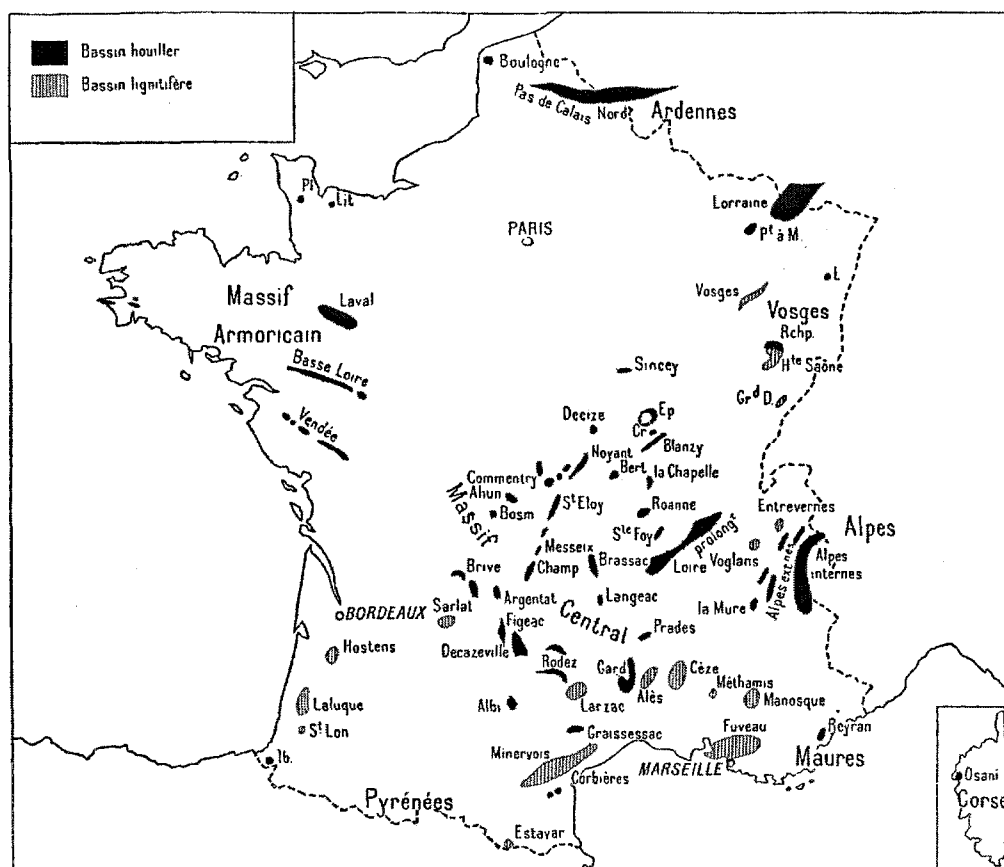 Bassin houiller
Bassin lignitifère
Boulogne
Pas de Calais
Nord
Ardennes
Pl
Lit
Lorraine
PARIS
Pt à M.
L
Vosges
Massif
Armoricain
Laval
Vosges
Rchp.
Hte Saône
Basse Loire
Sincey
Grd D.
Vendée
Decize
Ep
Cr
Blanzy
Noyant
Commentry
Bert
la Chapelle
Ahun
Massif
St Eloy
Bosm
Roanne
Entrevernes
Ste Foy
prolongt
Alpes
Messeix
Brassac
Loire
Voglans
Champ
Alpes extnes
Alpes
internes
Brive
Argentat
Langeac
la Mure
BORDEAUX
Sarlat
Figeac
Central
Prades
Hostens
Decazeville
Rodez
Gard
Cèze
Méthamis
Alès
Manosque
Laluque
Albi
Larzac
St Lon
Graissessac
Fuveau
Reyran
Minervois
MARSEILLE
Maures
Ib.
Corbières
Osani
Pyrénées
Corse
Estavar